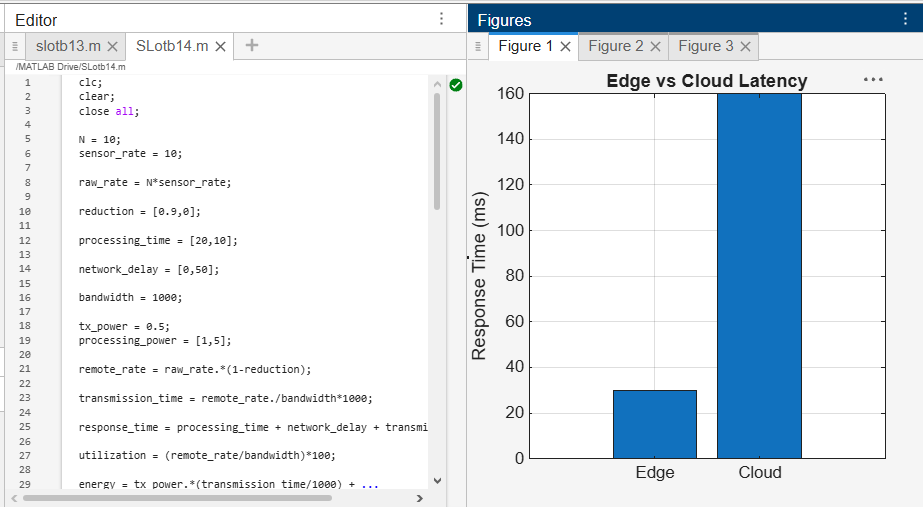 Editor
slotb13.m
SLotb14.m
/MATLAB Drive/SLotb14.m
1 clc;
2 clear;
3 close all;
4
5 N = 10;
6 sensor_rate = 10;
7
8 raw_rate = N*sensor_rate;
9
10 reduction = [0.9,0];
11
12 processing_time = [20,10];
13
14 network_delay = [0,50];
15
16 bandwidth = 1000;
17
18 tx_power = 0.5;
19 processing_power = [1,5];
20
21 remote_rate = raw_rate.*(1-reduction);
22
23 transmission_time = remote_rate./bandwidth*1000;
24
25 response_time = processing_time + network_delay + transmi
26
27 utilization = (remote_rate/bandwidth)*100;
28
29 energy = tx_power.*(transmission_time/1000) + ...
Figures
Figure 1
Figure 2
Figure 3
Edge vs Cloud Latency
Response Time (ms)
160
140
120
100
80
60
40
20
0
Edge Cloud